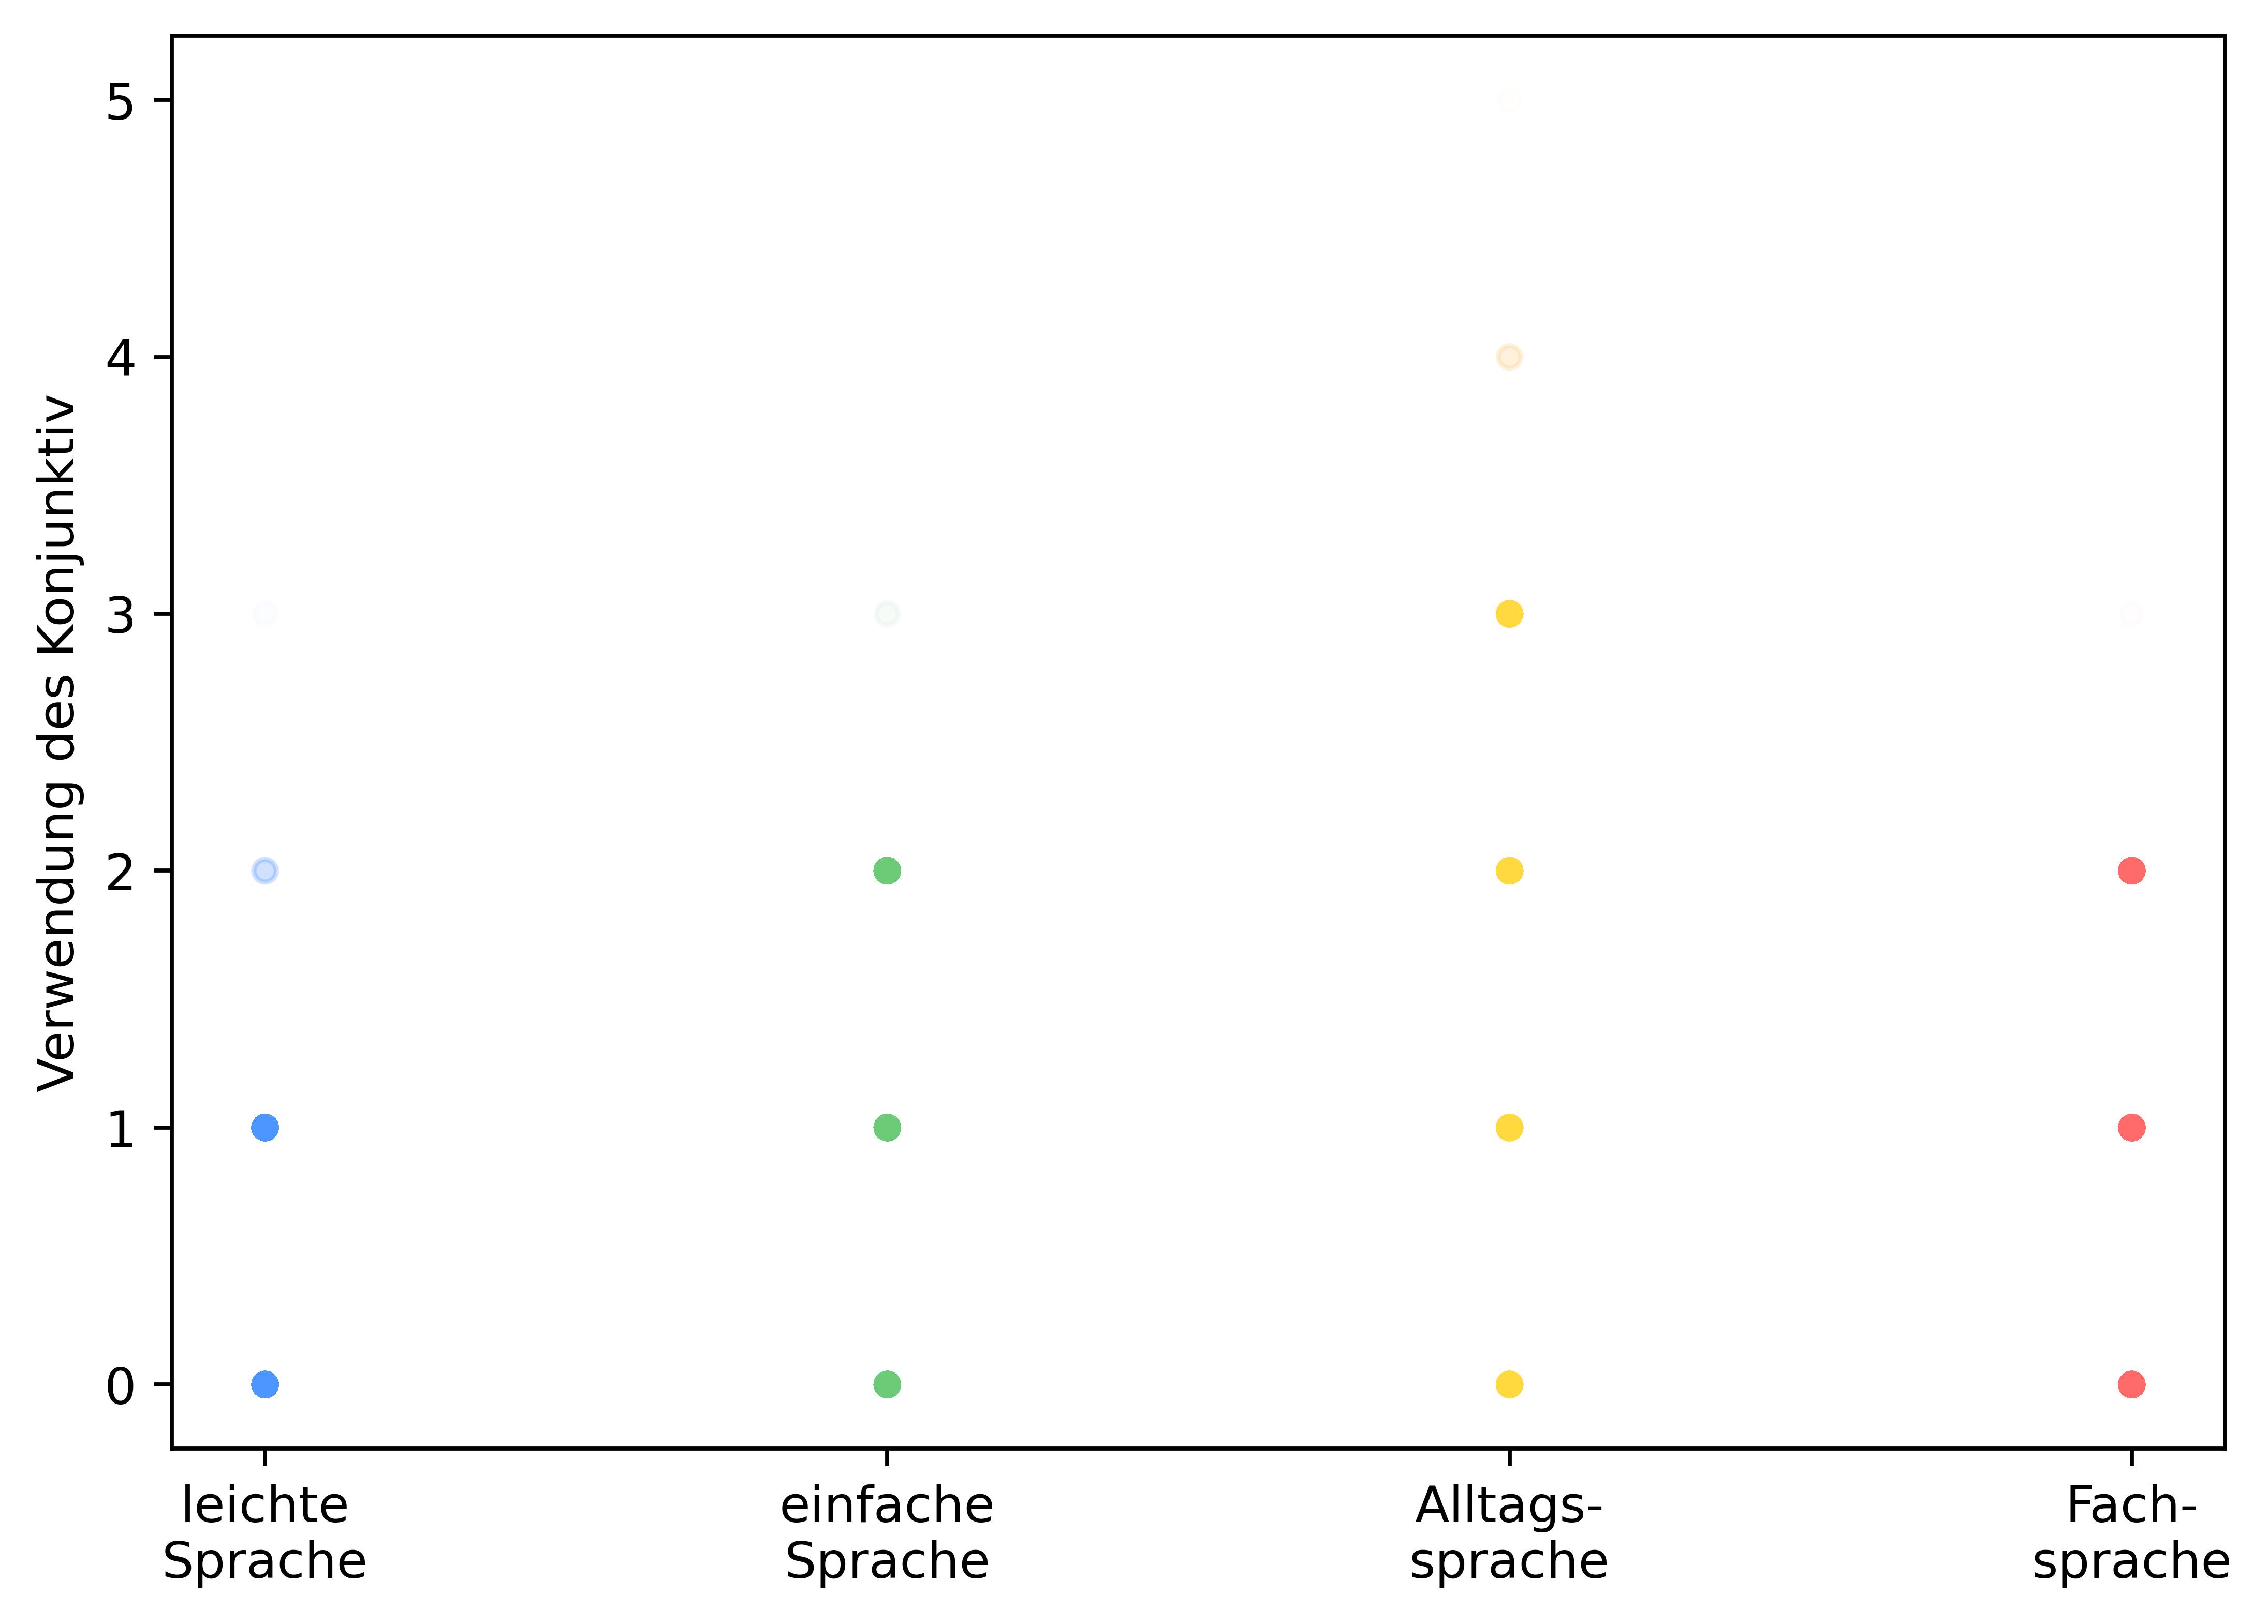 Verwendung des Konjunktiv
5
4
3
2
1
0
leichte
Sprache
einfache
Sprache
Alltags-
sprache
Fach-
sprache